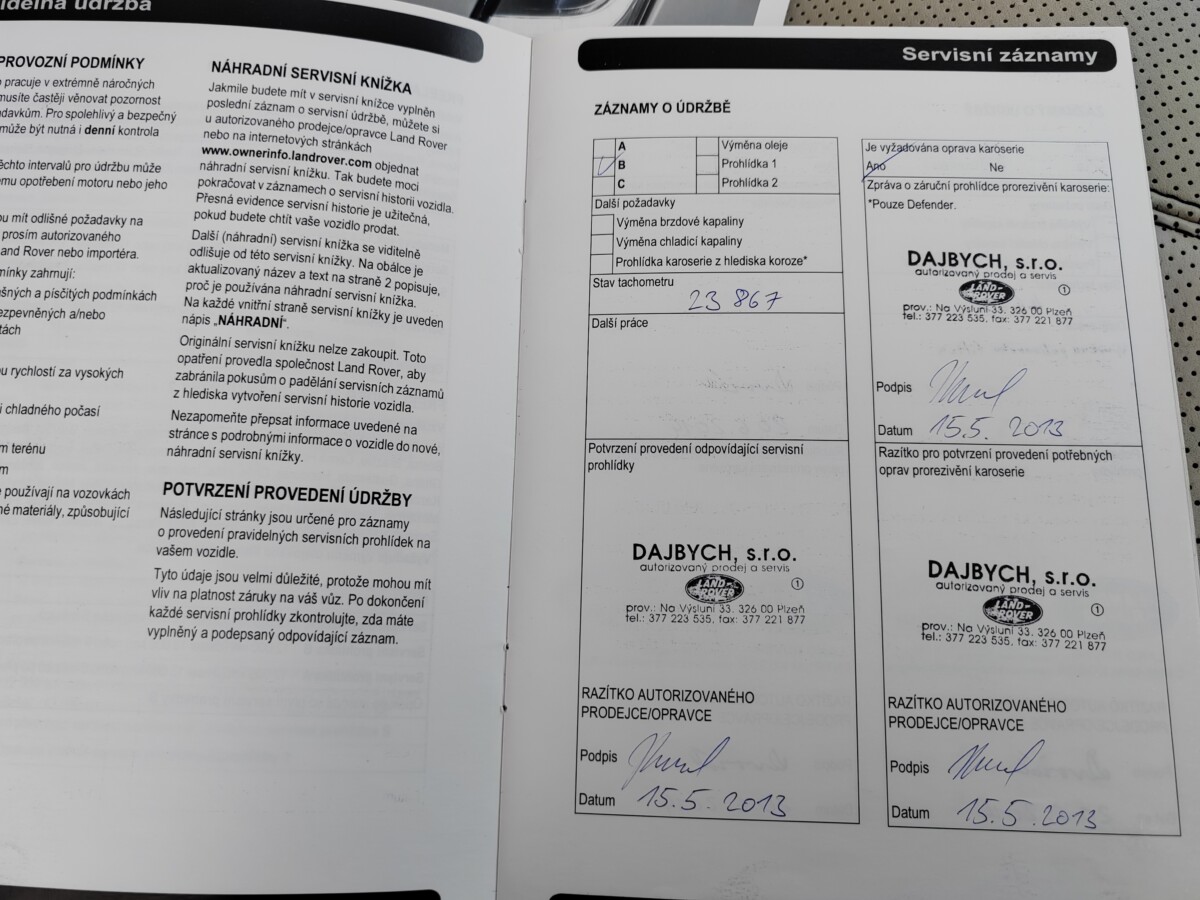 idelná údržba
PROVOZNÍ PODMÍNKY
pracuje v extrémně náročných
musíte častěji věnovat pozornost
davkům. Pro spolehlivý a bezpečný
může být nutná i denní kontrola
ěchto intervalů pro údržbu může
mu opotřebení motoru nebo jeho
ou mít odlišné požadavky na
prosím autorizovaného
and Rover nebo importéra.
mínky zahrnují:
ašných a písčitých podmínkách
ezpevněných a/nebo
tách
u rychlostí za vysokých
i chladného počasí
m terénu
m
e používají na vozovkách
né materiály, způsobující
NÁHRADNÍ SERVISNÍ KNÍŽKA
Jakmile budete mít v servisní knížce vyplněn
poslední záznam o servisní údržbě, můžete si
u autorizovaného prodejce/opravce Land Rover
nebo na internetových stránkách
www.ownerinfo.landrover.com objednat
náhradní servisní knížku. Tak budete moci
pokračovat v záznamech o servisní historii vozidla.
Přesná evidence servisní historie je užitečná,
pokud budete chtít vaše vozidlo prodat.
Další (náhradní) servisní knížka se viditelně
odlišuje od této servisní knížky. Na obálce je
aktualizovaný název a text na straně 2 popisuje,
proč je používána náhradní servisní knížka.
Na každé vnitřní straně servisní knížky je uveden
nápis „NÁHRADNÍ“.
Originální servisní knížku nelze zakoupit. Toto
opatření provedla společnost Land Rover, aby
zabránila pokusům o padělání servisních záznamů
z hlediska vytvoření servisní historie vozidla.
Nezapomeňte přepsat informace uvedené na
stránce s podrobnými informace o vozidle do nové,
náhradní servisní knížky.
POTVRZENÍ PROVEDENÍ ÚDRŽBY
Následující stránky jsou určené pro záznamy
o provedení pravidelných servisních prohlídek na
vašem vozidle.
Tyto údaje jsou velmi důležité, protože mohou mít
vliv na platnost záruky na váš vůz. Po dokončení
každé servisní prohlídky zkontrolujte, zda máte
vyplněný a podepsaný odpovídající záznam.
Servisní záznamy
ZÁZNAMY O ÚDRŽBĚ
A Výměna oleje
B Prohlídka 1
C Prohlídka 2
Další požadavky
Výměna brzdové kapaliny
Výměna chladicí kapaliny
Prohlídka karoserie z hlediska koroze*
Stav tachometru
23 867
Další práce
Potvrzení provedení odpovídající servisní
prohlídky
DAJBYCH, s.r.o.
autorizovaný prodej a servis
LAND ROVER
1
prov.: Na Výsluní 33, 326 00 Plzeň
tel.: 377 223 535, fax: 377 221 877
RAZÍTKO AUTORIZOVANÉHO
PRODEJCE/OPRAVCE
Podpis
Datum 15.5.2013
Je vyžadována oprava karoserie
Ano Ne
Zpráva o záruční prohlídce prorezivění karoserie:
*Pouze Defender.
DAJBYCH, s.r.o.
autorizovaný prodej a servis
LAND ROVER
1
prov.: Na Výsluní 33, 326 00 Plzeň
tel.: 377 223 535, fax: 377 221 877
Podpis
Datum 15.5. 2013
Razítko pro potvrzení provedení potřebných
oprav prorezivění karoserie
DAJBYCH, s.r.o.
autorizovaný prodej a servis
LAND ROVER
1
prov.: Na Výsluní 33, 326 00 Plzeň
tel.: 377 223 535, fax: 377 221 877
RAZÍTKO AUTORIZOVANÉHO
PRODEJCE/OPRAVCE
Podpis
Datum 15.5.2013